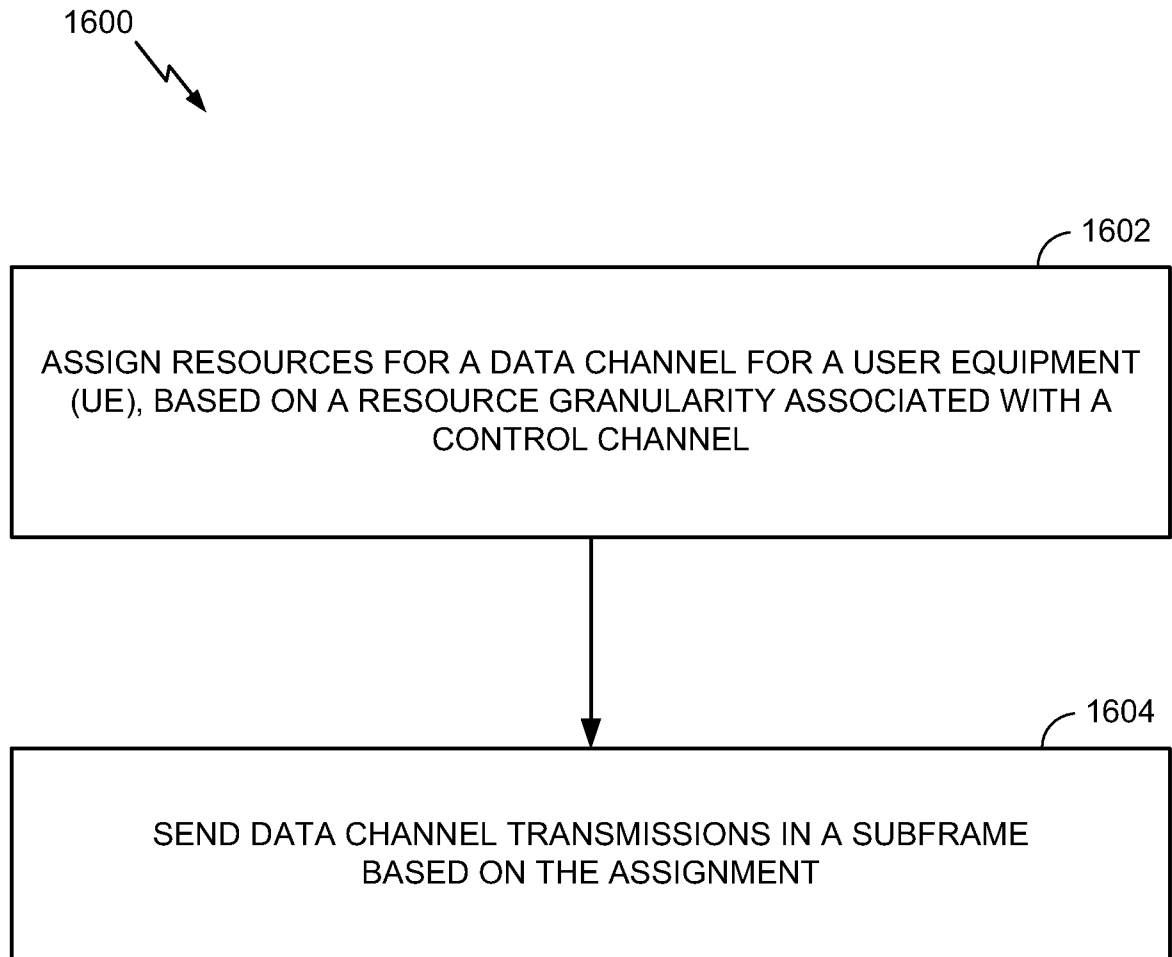 1600
1602
ASSIGN RESOURCES FOR A DATA CHANNEL FOR A USER EQUIPMENT
(UE), BASED ON A RESOURCE GRANULARITY ASSOCIATED WITH A
CONTROL CHANNEL
1604
SEND DATA CHANNEL TRANSMISSIONS IN A SUBFRAME
BASED ON THE ASSIGNMENT